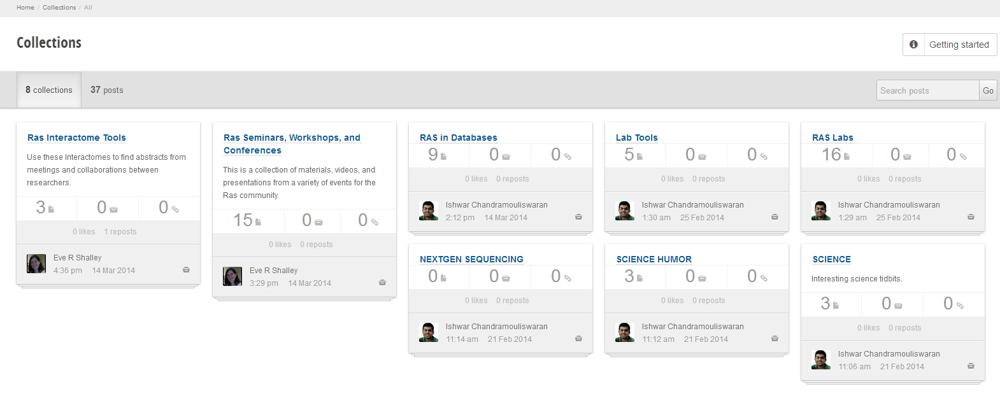 Home / Collections / All
Collections
Getting started
8 collections
37 posts
Search posts
Go
Ras Interactome Tools
Use these Interactomes to find abstracts from
meetings and collaborations between
researchers.
3 0 0
0 likes 1 reposts
Eve R Shalley
4:36 pm 14 Mar 2014
Ras Seminars, Workshops, and
Conferences
This is a collection of materials, videos, and
presentations from a variety of events for the
Ras community.
15 0 0
0 likes 0 reposts
Eve R Shalley
3:29 pm 14 Mar 2014
RAS in Databases
9 0 0
0 likes 0 reposts
Ishwar Chandramouliswaran
2:12 pm 14 Mar 2014
Lab Tools
5 0 0
0 likes 0 reposts
Ishwar Chandramouliswaran
1:30 am 25 Feb 2014
RAS Labs
16 0 0
0 likes 0 reposts
Ishwar Chandramouliswaran
1:29 am 25 Feb 2014
NEXTGEN SEQUENCING
0 0 0
0 likes 0 reposts
Ishwar Chandramouliswaran
11:14 am 21 Feb 2014
SCIENCE HUMOR
3 0 0
0 likes 0 reposts
Ishwar Chandramouliswaran
11:12 am 21 Feb 2014
SCIENCE
Interesting science tidbits.
3 0 0
0 likes 0 reposts
Ishwar Chandramouliswaran
11:06 am 21 Feb 2014